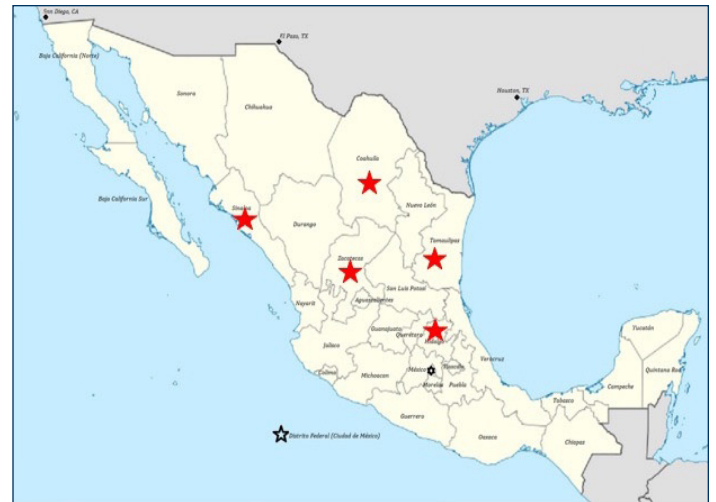 San Diego, CA
El Paso, TX
Baja California (Norte)
Sonora
Chihuahua
Houston, TX
Coahuila
Baja California Sur
Sinaloa
Nuevo León
Durango
Tamaulipas
Zacatecas
San Luis Potosí
Nayarit
Aguascalientes
Guanajuato
Querétaro
Hidalgo
Yucatán
Jalisco
Veracruz
México
Tlaxcala
Quintana Roo
Colima
Michoacan
Morelos
Puebla
Campeche
Tabasco
Guerrero
Oaxaca
Chiapas
Distrito Federal (Ciudad de México)